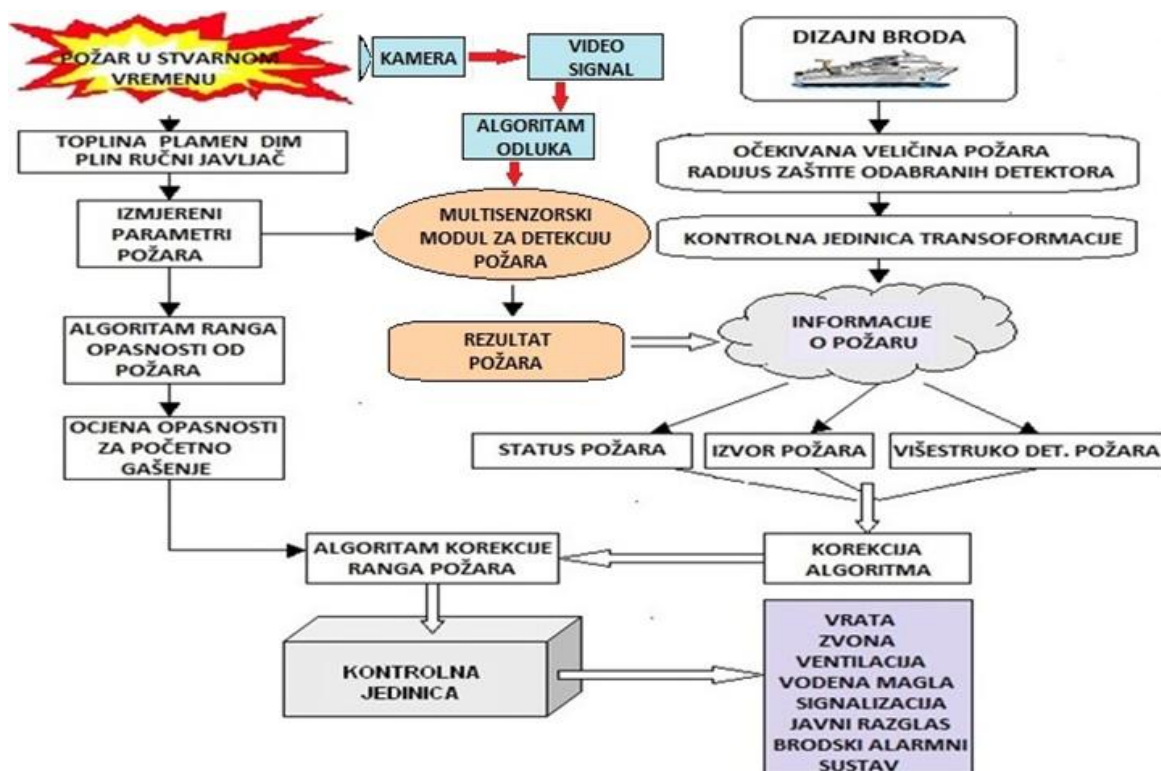 POŽAR U STVARNOM
VREMENU
KAMERA
VIDEO
SIGNAL
ALGORITAM
ODLUKA
DIZAJN BRODA
TOPLINA PLAMEN DIM
PLIN RUČNI JAVLJAČ
OČEKIVANA VELIČINA POŽARA
RADIJUS ZAŠTITE ODABRANIH DETEKTORA
IZMJERENI
PARAMETRI
POŽARA
MULTISENZORSKI
MODUL ZA DETEKCIJU
POŽARA
KONTROLNA JEDINICA TRANSOFORMACIJE
ALGORITAM RANGA
OPASNOSTI OD
POŽARA
REZULTAT
POŽARA
INFORMACIJE
O POŽARU
OCJENA OPASNOSTI
ZA POČETNO
GAŠENJE
STATUS POŽARA
IZVOR POŽARA
VIŠESTRUKO DET. POŽARA
ALGORITAM KOREKCIJE
RANGA POŽARA
KOREKCIJA
ALGORITMA
KONTROLNA
JEDINICA
VRATA
ZVONA
VENTILACIJA
VODENA MAGLA
SIGNALIZACIJA
JAVNI RAZGLAS
BRODSKI ALARMNI
SUSTAV